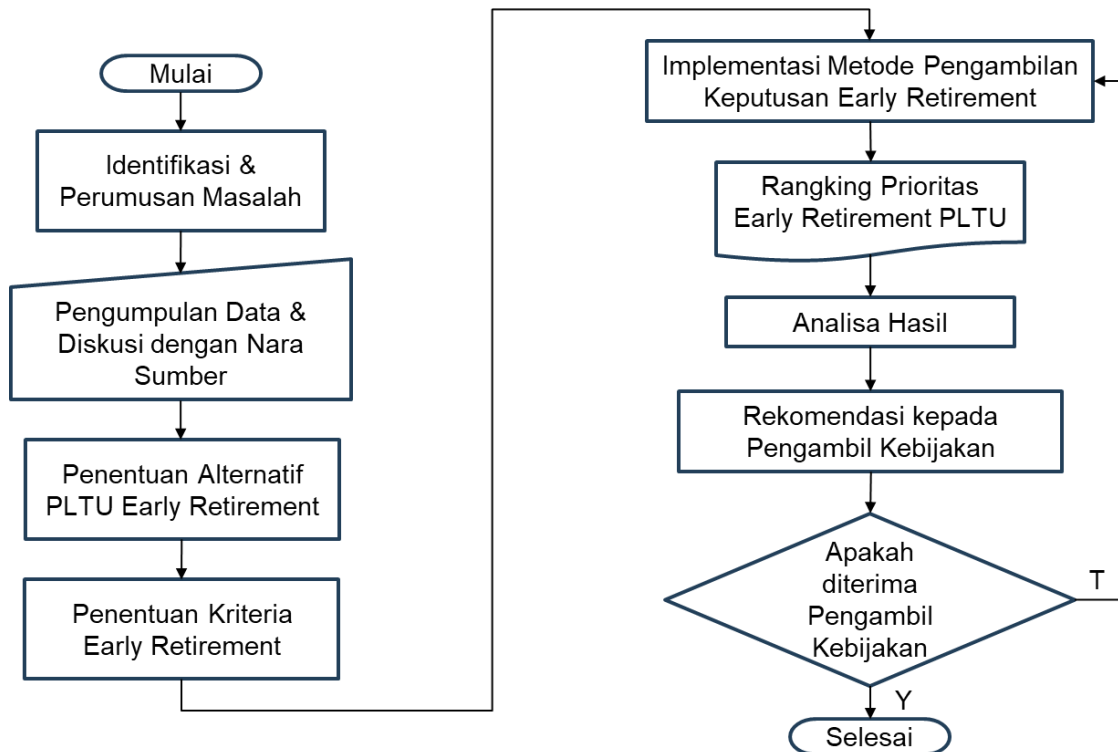 Mulai
Identifikasi &
Perumusan Masalah
Pengumpulan Data &
Diskusi dengan Nara
Sumber
Penentuan Alternatif
PLTU Early Retirement
Penentuan Kriteria
Early Retirement
Implementasi Metode Pengambilan
Keputusan Early Retirement
Rangking Prioritas
Early Retirement PLTU
Analisa Hasil
Rekomendasi kepada
Pengambil Kebijakan
Apakah
diterima
Pengambil
Kebijakan
T
Y
Selesai